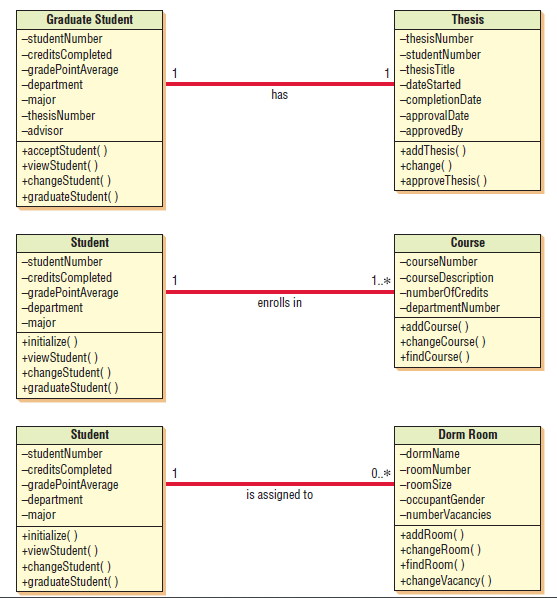 Graduate Student
–studentNumber
–creditsCompleted
–gradePointAverage
–department
–major
–thesisNumber
–advisor
+acceptStudent( )
+viewStudent( )
+changeStudent( )
+graduateStudent( )
1
1
has
Thesis
–thesisNumber
–studentNumber
–thesisTitle
–dateStarted
–completionDate
–approvalDate
–approvedBy
+addThesis( )
+change( )
+approveThesis( )
Student
–studentNumber
–creditsCompleted
–gradePointAverage
–department
–major
+initialize( )
+viewStudent( )
+changeStudent( )
+graduateStudent( )
1
1..*
enrolls in
Course
–courseNumber
–courseDescription
–numberOfCredits
–departmentNumber
+addCourse( )
+changeCourse( )
+findCourse( )
Student
–studentNumber
–creditsCompleted
–gradePointAverage
–department
–major
+initialize( )
+viewStudent( )
+changeStudent( )
+graduateStudent( )
1
0..*
is assigned to
Dorm Room
–dormName
–roomNumber
–roomSize
–occupantGender
–numberVacancies
+addRoom( )
+changeRoom( )
+findRoom( )
+changeVacancy( )